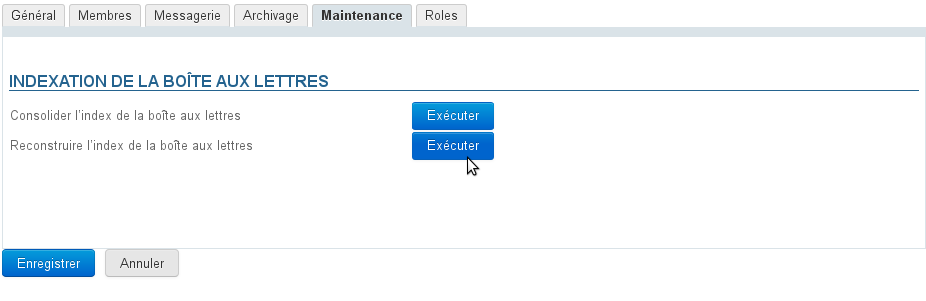 Général Membres Messagerie Archivage Maintenance Roles
INDEXATION DE LA BOÎTE AUX LETTRES
Consolider l'index de la boîte aux lettres Exécuter
Reconstruire l'index de la boîte aux lettres Exécuter
Enregistrer Annuler